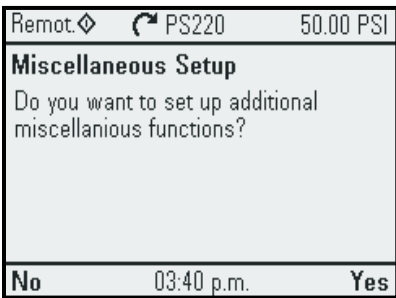 Remot. PS220 50.00 PSI
Miscellaneous Setup
Do you want to set up additional
miscellanious functions?
No 03:40 p.m. Yes